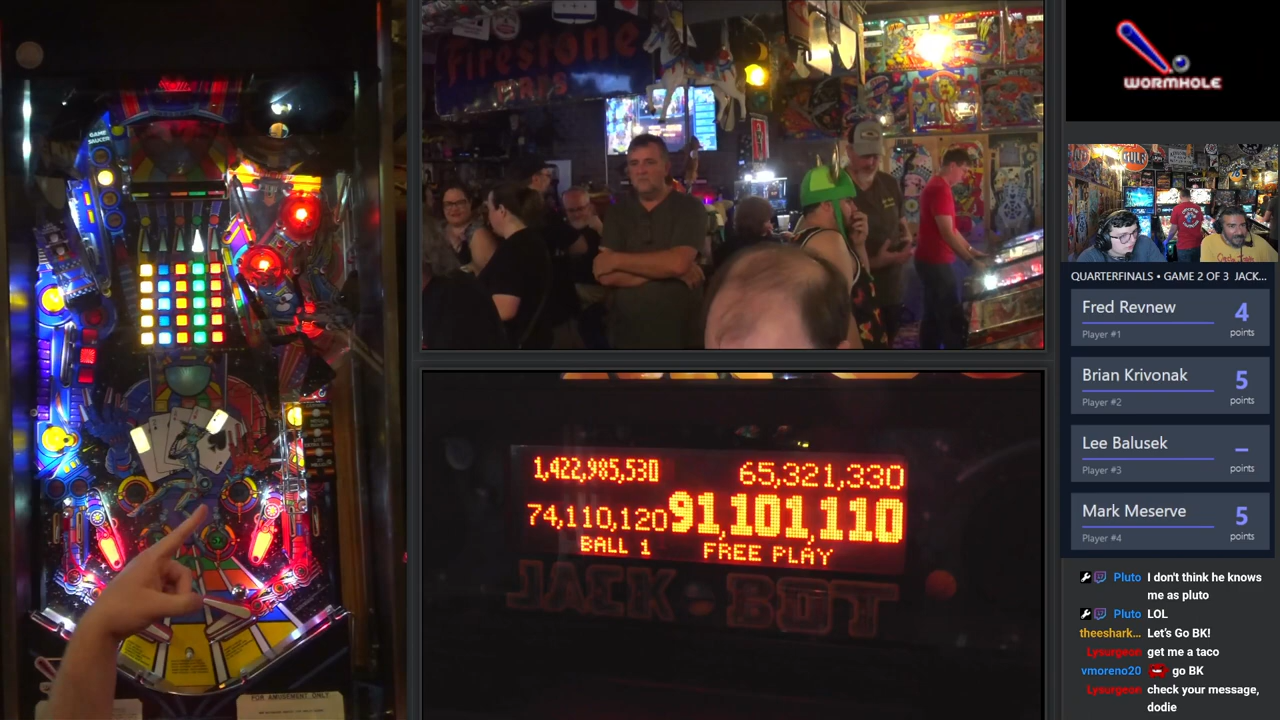 Firestone
WORMHOLE
GULF
QUARTERFINALS • GAME 2 OF 3 JACK...
Fred Revnew
4
Player #1
points
Brian Krivonak
5
Player #2
points
Lee Balusek
–
Player #3
points
Mark Meserve
5
Player #4
points
1,422,985,530 65,321,330
74,110,120 91,101,110
BALL 1 FREE PLAY
JACK BOT
Pluto I don't think he knows
me as pluto
Pluto LOL
theeshark... Let's Go BK!
Lysurgeon get me a taco
vmoreno20 go BK
Lysurgeon check your message,
dodie
FOR AMUSEMENT ONLY